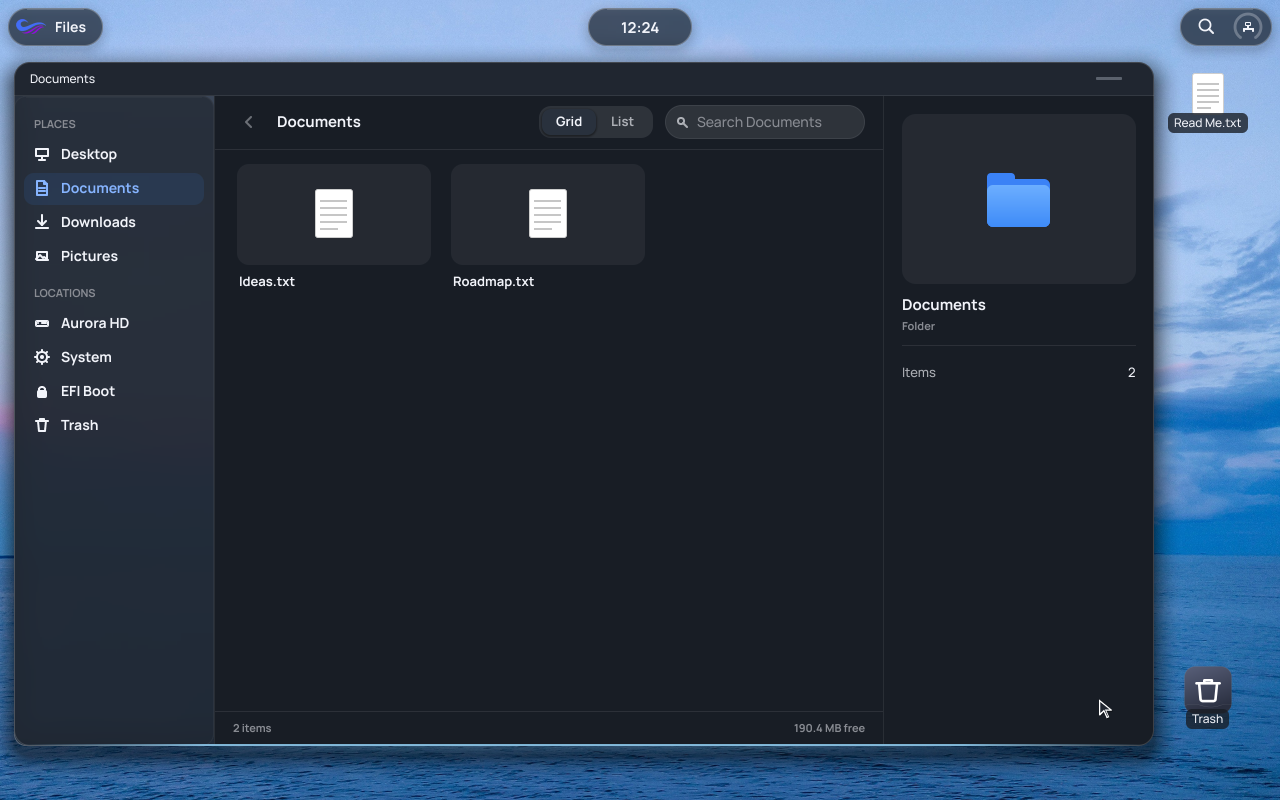 Files
12:24
Documents
Read Me.txt
PLACES
Desktop
Documents
Downloads
Pictures
LOCATIONS
Aurora HD
System
EFI Boot
Trash
Documents
Grid
List
Search Documents
Ideas.txt
Roadmap.txt
2 items
190.4 MB free
Documents
Folder
Items 2
Trash